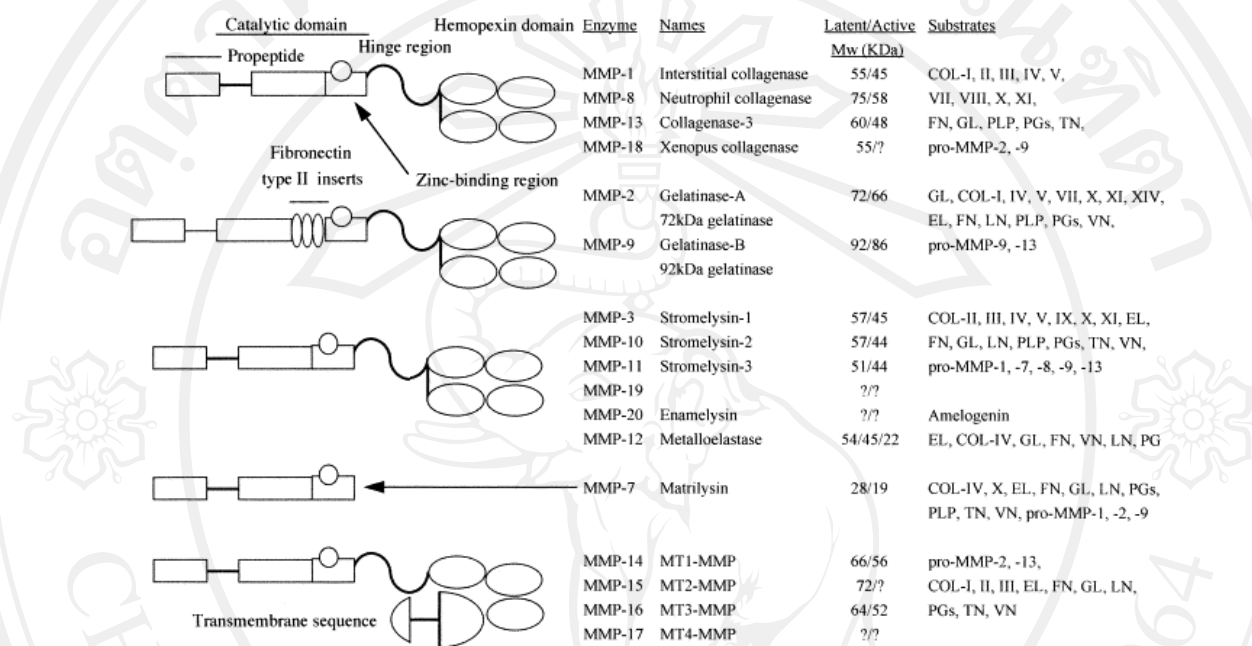 Catalytic domain Hemopexin domain Enzyme Names Latent/Active Substrates
Propeptide Hinge region Mw (KDa)
MMP-1 Interstitial collagenase 55/45 COL-I, II, III, IV, V,
MMP-8 Neutrophil collagenase 75/58 VII, VIII, X, XI,
MMP-13 Collagenase-3 60/48 FN, GL, PLP, PGs, TN,
MMP-18 Xenopus collagenase 55/? pro-MMP-2, -9
Fibronectin
type II inserts
Zinc-binding region
MMP-2 Gelatinase-A 72/66 GL, COL-I, IV, V, VII, X, XI, XIV,
72kDa gelatinase EL, FN, LN, PLP, PGs, VN,
MMP-9 Gelatinase-B 92/86 pro-MMP-9, -13
92kDa gelatinase
MMP-3 Stromelysin-1 57/45 COL-II, III, IV, V, IX, X, XI, EL,
MMP-10 Stromelysin-2 57/44 FN, GL, LN, PLP, PGs, TN, VN,
MMP-11 Stromelysin-3 51/44 pro-MMP-1, -7, -8, -9, -13
MMP-19 ?/?
MMP-20 Enamelysin ?/? Amelogenin
MMP-12 Metalloelastase 54/45/22 EL, COL-IV, GL, FN, VN, LN, PG
MMP-7 Matrilysin 28/19 COL-IV, X, EL, FN, GL, LN, PGs,
PLP, TN, VN, pro-MMP-1, -2, -9
MMP-14 MT1-MMP 66/56 pro-MMP-2, -13,
MMP-15 MT2-MMP 72/? COL-I, II, III, EL, FN, GL, LN,
MMP-16 MT3-MMP 64/52 PGs, TN, VN
Transmembrane sequence
MMP-17 MT4-MMP ?/?